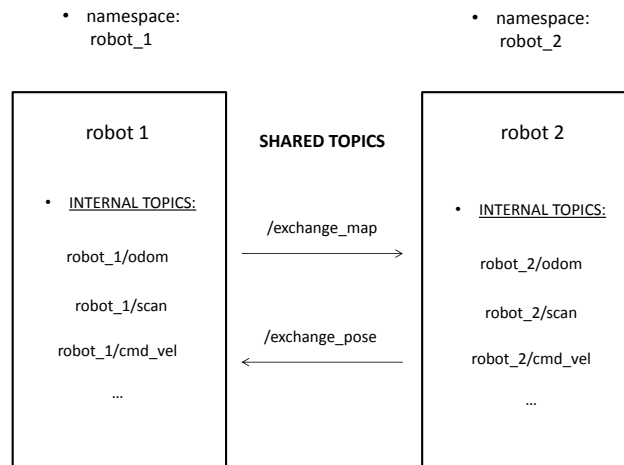 • namespace:
robot_1
• namespace:
robot_2
robot 1
• INTERNAL TOPICS:
robot_1/odom
robot_1/scan
robot_1/cmd_vel
...
SHARED TOPICS
/exchange_map
/exchange_pose
robot 2
• INTERNAL TOPICS:
robot_2/odom
robot_2/scan
robot_2/cmd_vel
...